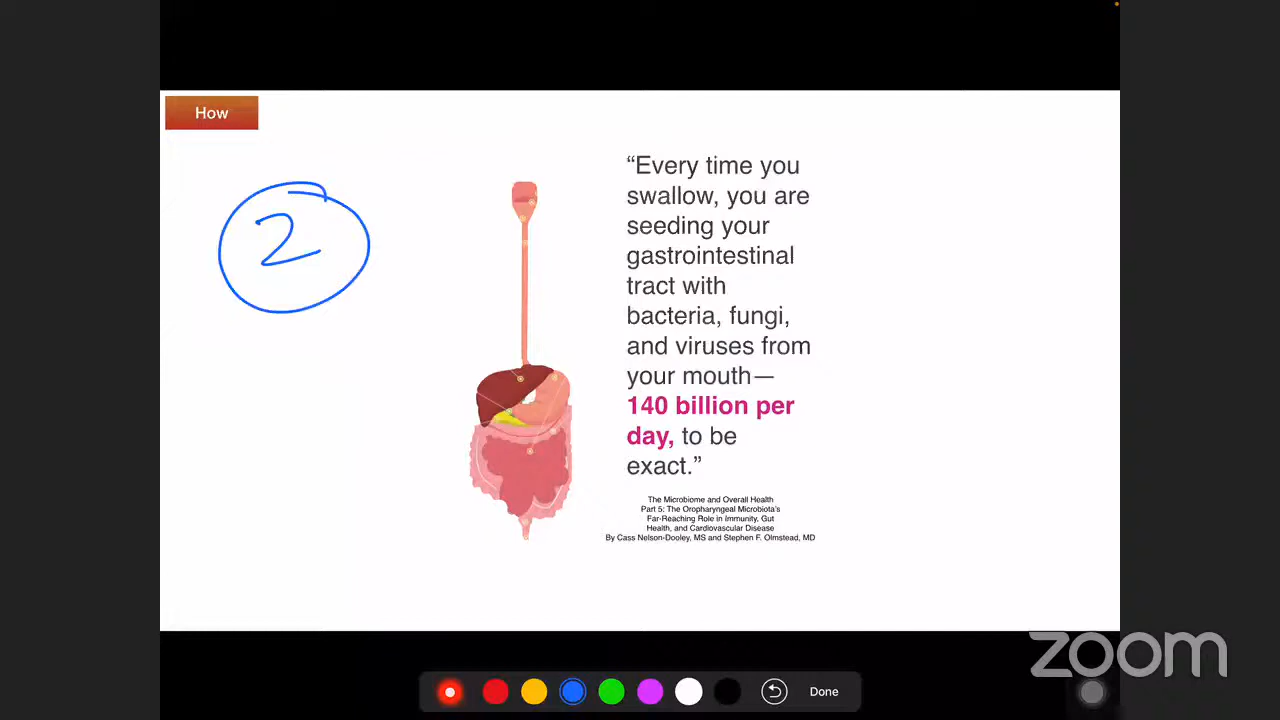 How
2
“Every time you
swallow, you are
seeding your
gastrointestinal
tract with
bacteria, fungi,
and viruses from
your mouth—
140 billion per
day, to be
exact.”
The Microbiome and Overall Health
Part 5: The Oropharyngeal Microbiota's
Far-Reaching Role in Immunity, Gut
Health, and Cardiovascular Disease
By Cass Nelson-Dooley, MS and Stephen F. Olmstead, MD
zoom
Done